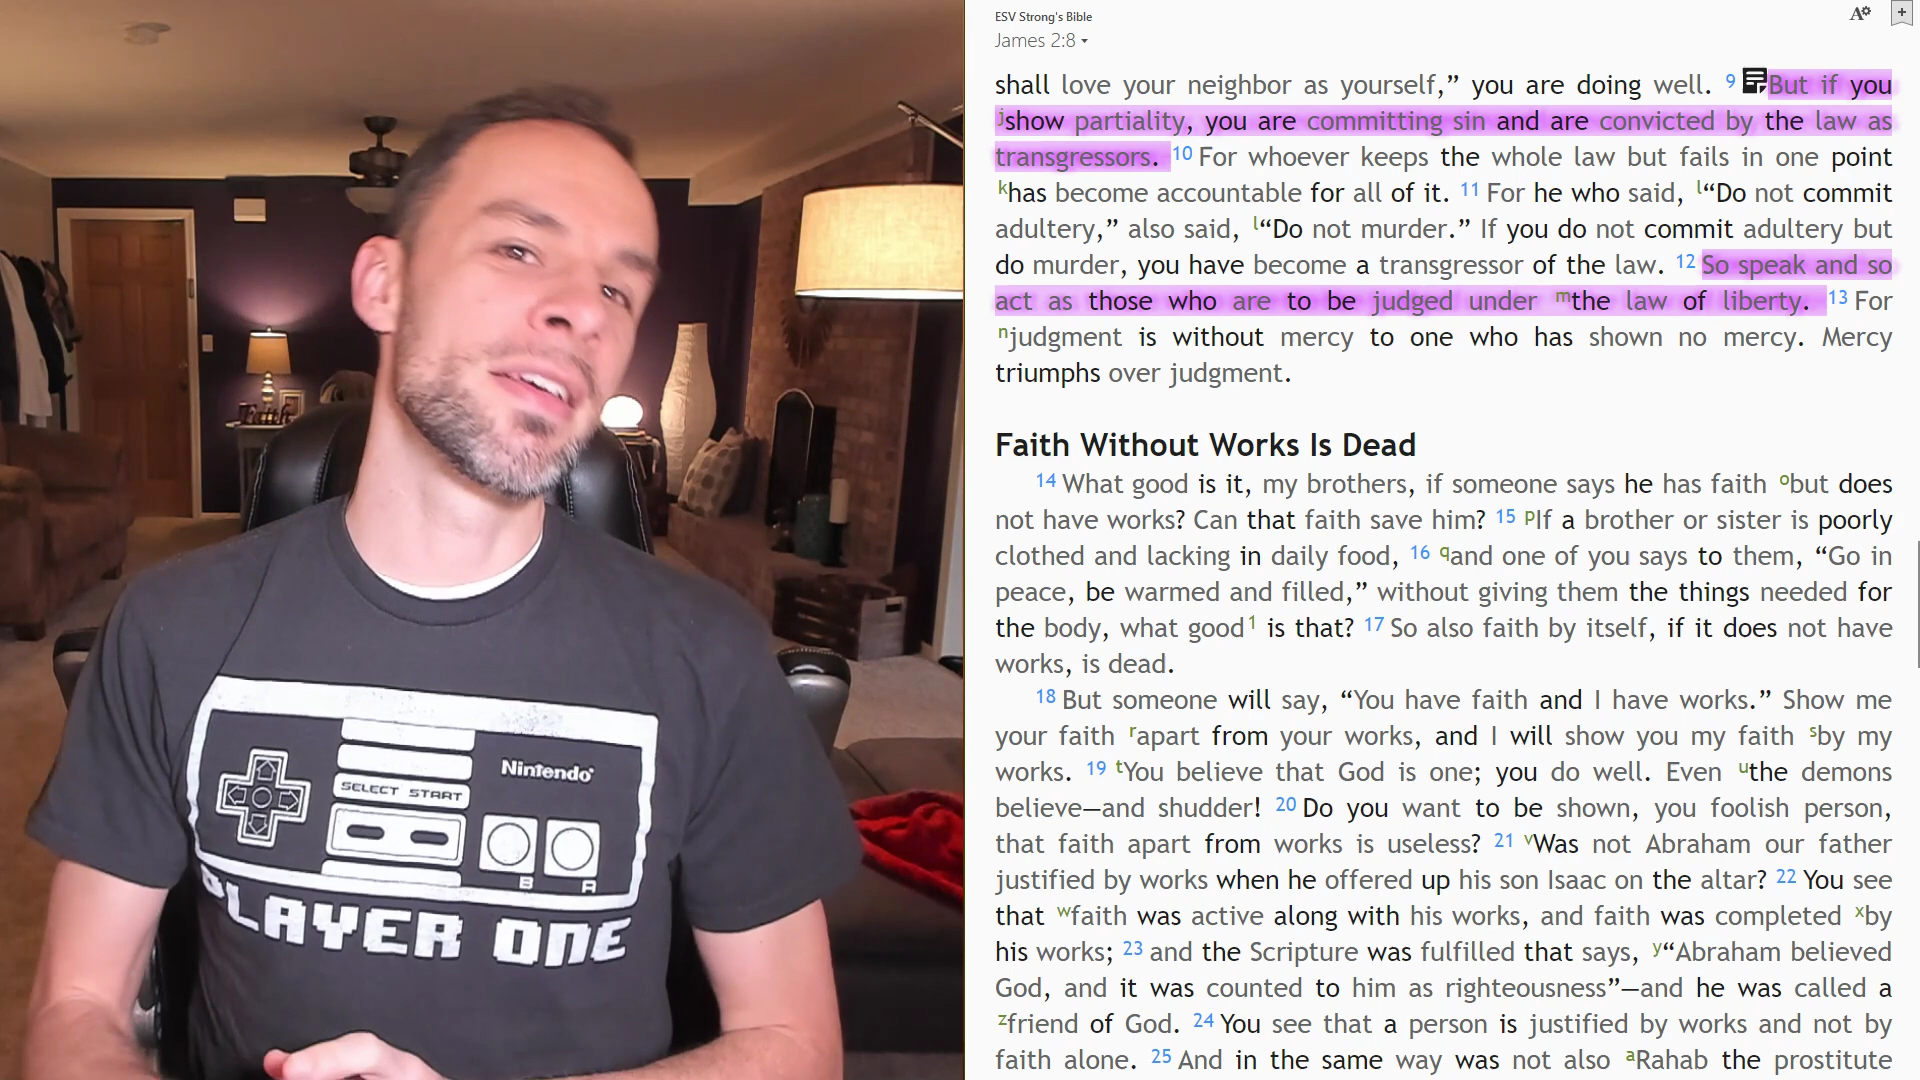 Faith
Nintendo
SELECT START
B A
PLAYER ONE
ESV Strong's Bible
James 2:8
shall love your neighbor as yourself,” you are doing well. 9 But if you
jshow partiality, you are committing sin and are convicted by the law as
transgressors. 10 For whoever keeps the whole law but fails in one point
khas become accountable for all of it. 11 For he who said, l“Do not commit
adultery,” also said, l“Do not murder.” If you do not commit adultery but
do murder, you have become a transgressor of the law. 12 So speak and so
act as those who are to be judged under mthe law of liberty. 13 For
njudgment is without mercy to one who has shown no mercy. Mercy
triumphs over judgment.
Faith Without Works Is Dead
14 What good is it, my brothers, if someone says he has faith obut does
not have works? Can that faith save him? 15 pIf a brother or sister is poorly
clothed and lacking in daily food, 16 qand one of you says to them, “Go in
peace, be warmed and filled,” without giving them the things needed for
the body, what good1 is that? 17 So also faith by itself, if it does not have
works, is dead.
18 But someone will say, “You have faith and I have works.” Show me
your faith rapart from your works, and I will show you my faith sby my
works. 19 tYou believe that God is one; you do well. Even uthe demons
believe—and shudder! 20 Do you want to be shown, you foolish person,
that faith apart from works is useless? 21 vWas not Abraham our father
justified by works when he offered up his son Isaac on the altar? 22 You see
that wfaith was active along with his works, and faith was completed xby
his works; 23 and the Scripture was fulfilled that says, y“Abraham believed
God, and it was counted to him as righteousness”—and he was called a
zfriend of God. 24 You see that a person is justified by works and not by
faith alone. 25 And in the same way was not also aRahab the prostitute